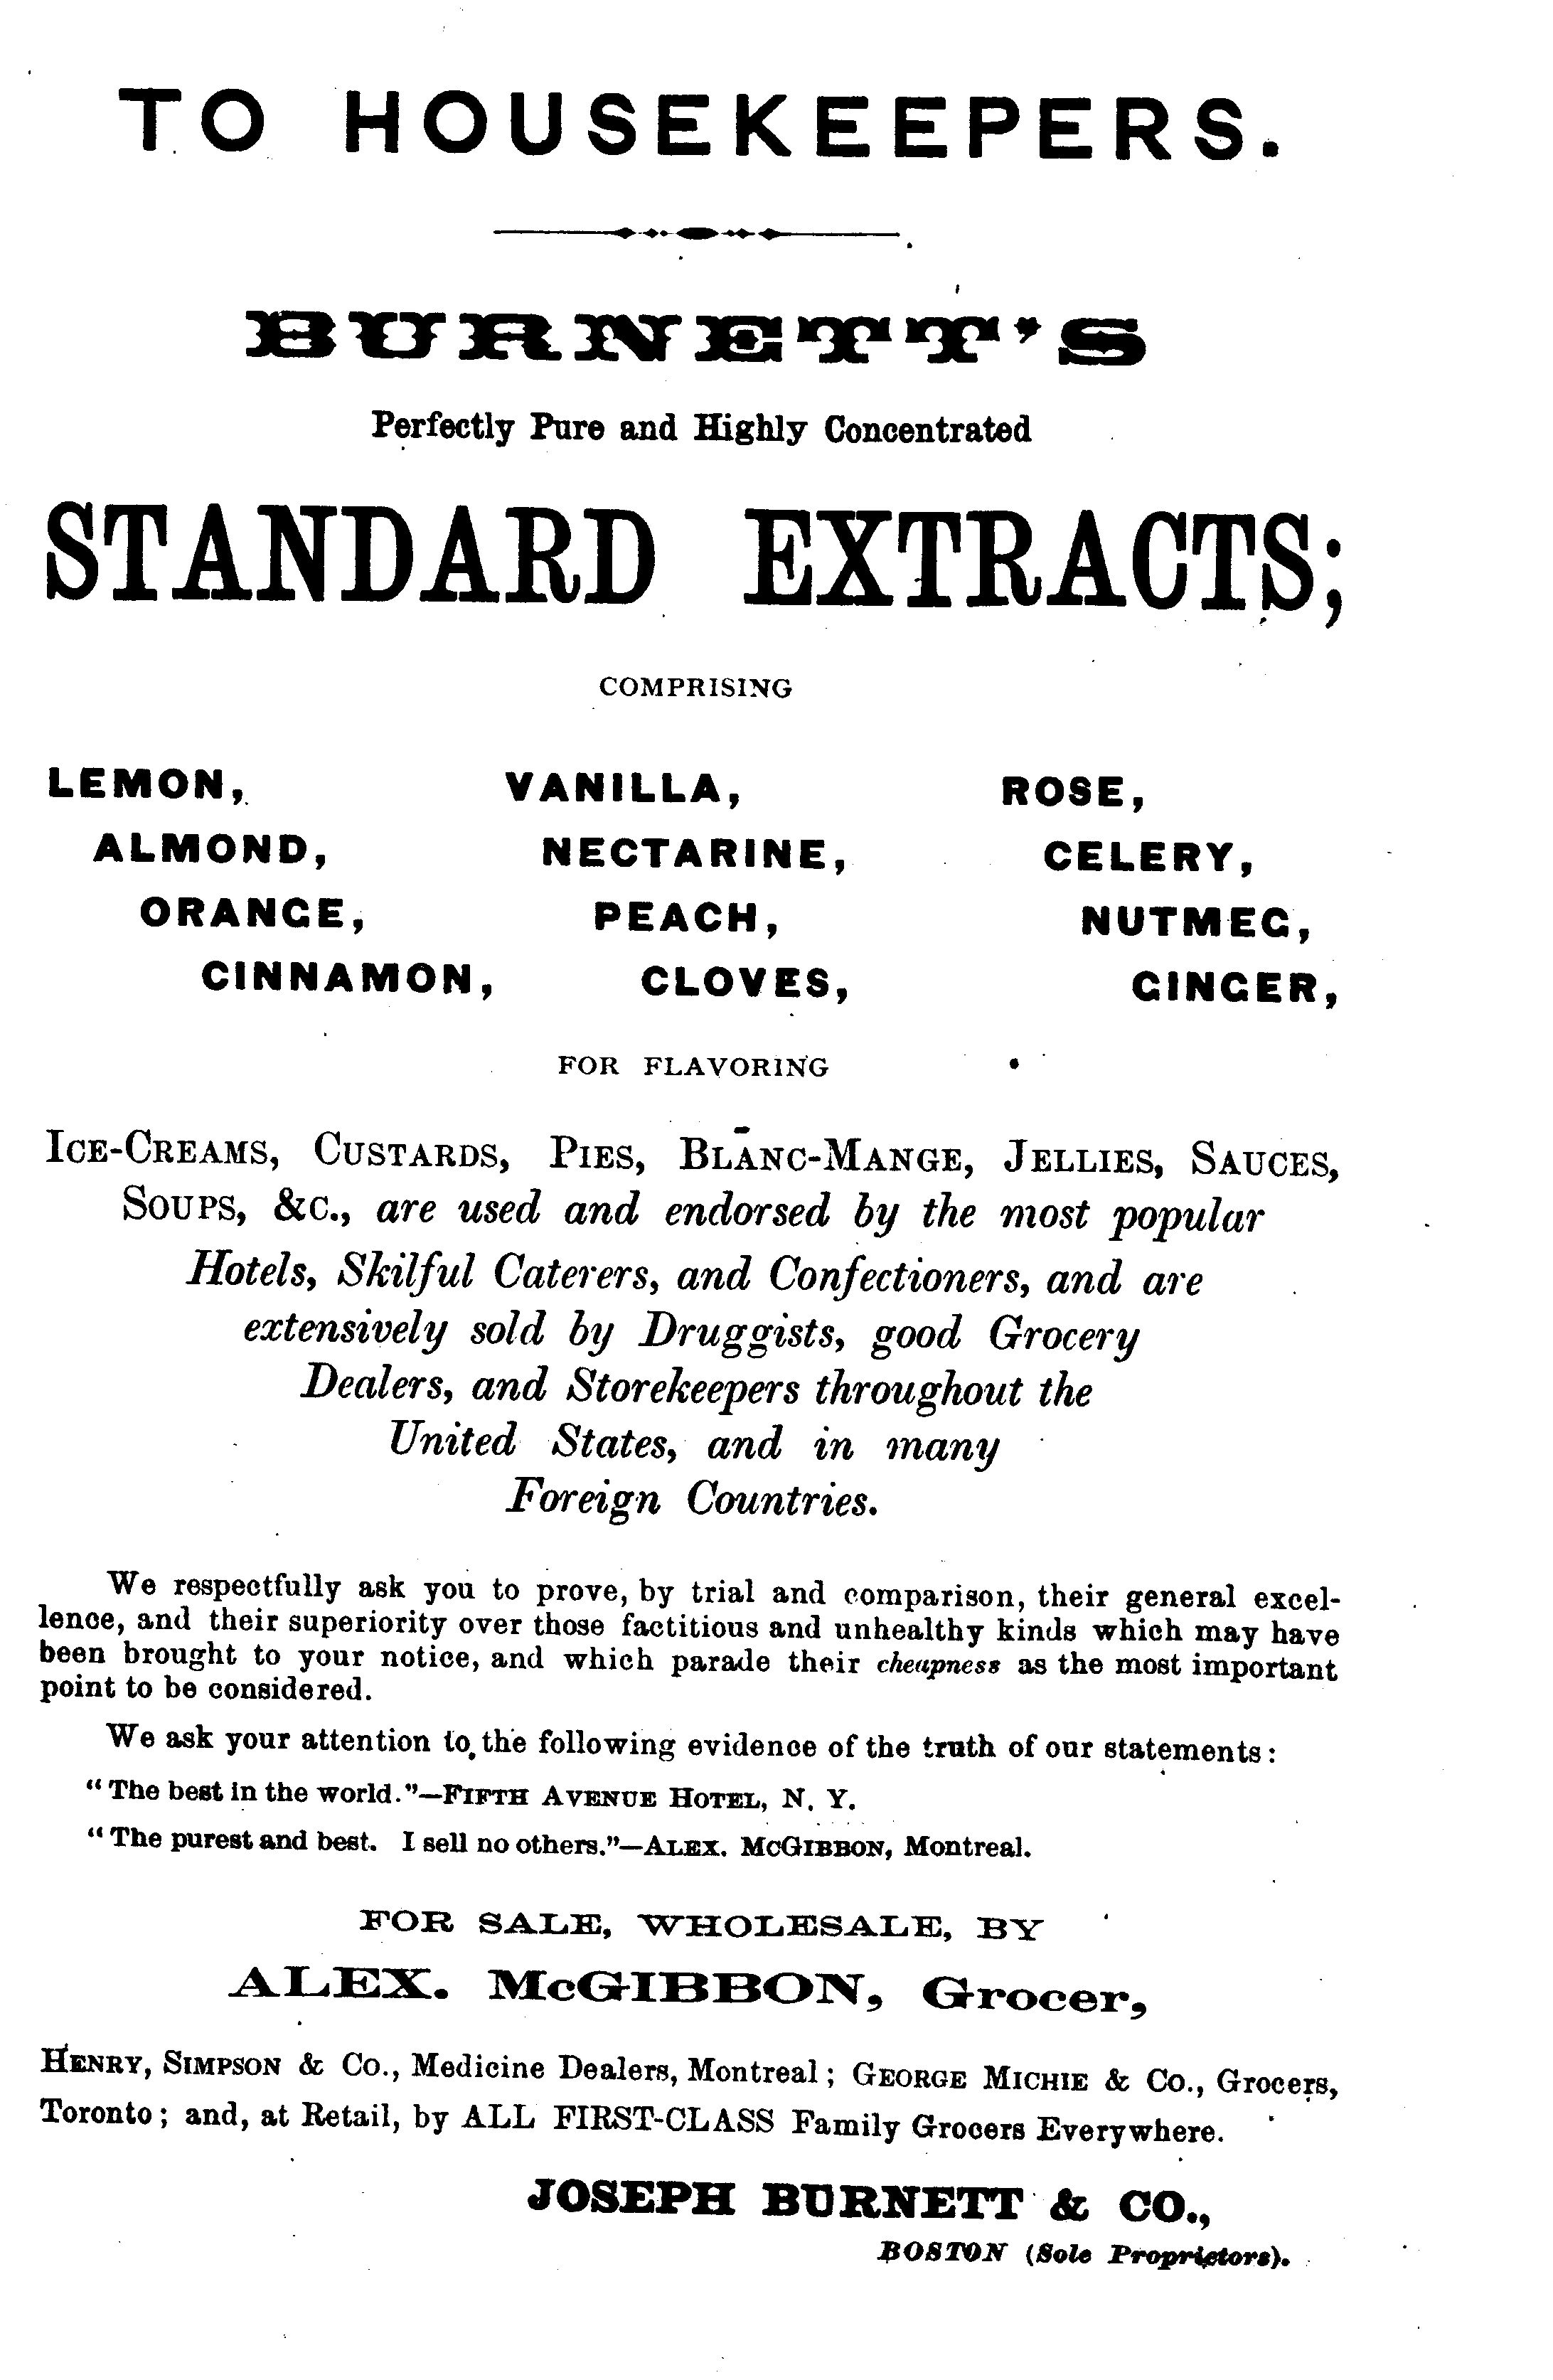 TO HOUSEKEEPERS.
BURNETT'S
Perfectly Pure and Highly Concentrated
STANDARD EXTRACTS;
COMPRISING
LEMON, VANILLA, ROSE,
ALMOND, NECTARINE, CELERY,
ORANGE, PEACH, NUTMEG,
CINNAMON, CLOVES, GINGER,
FOR FLAVORING
ICE-CREAMS, CUSTARDS, PIES, BLANC-MANGE, JELLIES, SAUCES,
SOUPS, &C., are used and endorsed by the most popular
Hotels, Skilful Caterers, and Confectioners, and are
extensively sold by Druggists, good Grocery
Dealers, and Storekeepers throughout the
United States, and in many
Foreign Countries.
We respectfully ask you to prove, by trial and comparison, their general excel-
lence, and their superiority over those factitious and unhealthy kinds which may have
been brought to your notice, and which parade their cheapness as the most important
point to be considered.
We ask your attention to the following evidence of the truth of our statements:
"The best in the world."—FIFTH AVENUE HOTEL, N. Y.
"The purest and best. I sell no others."—ALEX. MCGIBBON, Montreal.
FOR SALE, WHOLESALE, BY
ALEX. McGIBBON, Grocer,
HENRY, SIMPSON & CO., Medicine Dealers, Montreal; GEORGE MICHIE & CO., Grocers,
Toronto; and, at Retail, by ALL FIRST-CLASS Family Grocers Everywhere.
JOSEPH BURNETT & CO.,
BOSTON (Sole Proprietors).